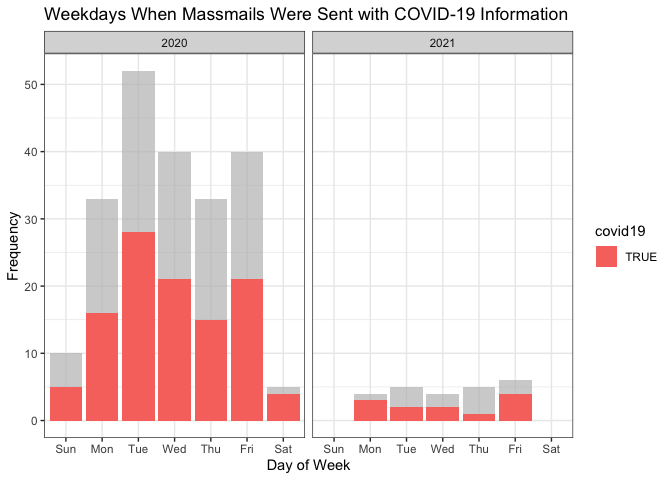 Weekdays When Massmails Were Sent with COVID-19 Information
2020 2021
50
40
30
20
10
0
Frequency
Sun Mon Tue Wed Thu Fri Sat Sun Mon Tue Wed Thu Fri Sat
Day of Week
covid19
TRUE